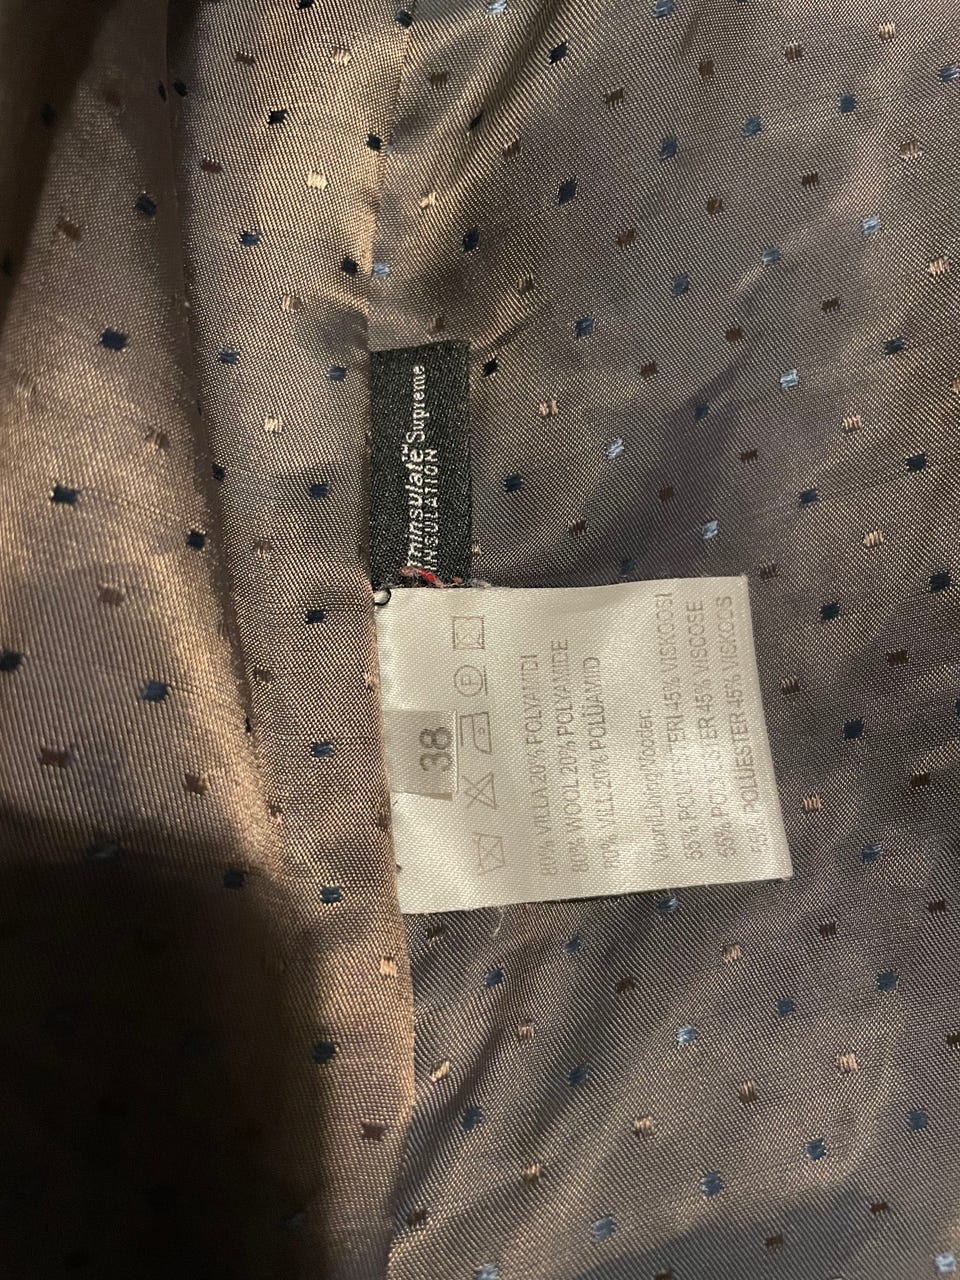 Thinsulate™ Supreme
INSULATION
38
P
80% VILLA 20% POLYAMIDI
80% WOOL 20% POLYAMIDE
80% VILL 20% POLÜAMIID
Vuori/Lining/Vooder:
55% POLYESTERI 45% VISKOOSI
55% POLYESTER 45% VISCOSE
55% POLUESTER 45% VISKOOS